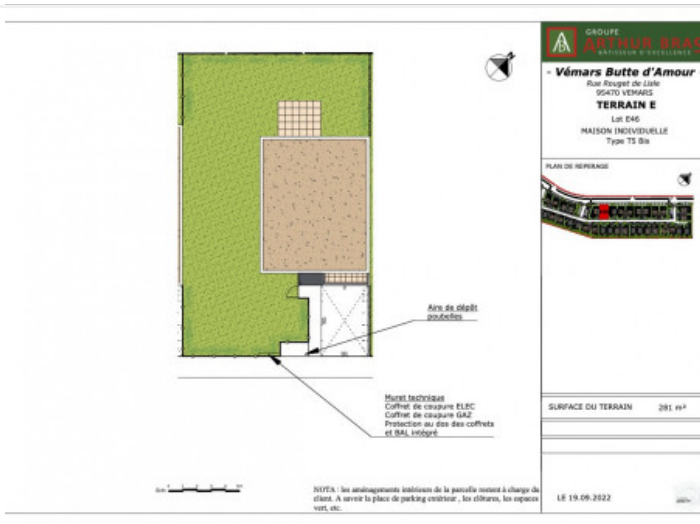 GROUPE
ARTHUR BRAS
BÂTISSEUR D'EXCELLENCE
- Vémars Butte d'Amour -
Rue Rouget de Lisle
95470 VEMARS
TERRAIN E
Lot E46
MAISON INDIVIDUELLE
Type T5 Bis
PLAN DE REPERAGE
Aire de dépôt
poubelles
Muret technique
Coffret de coupure ELEC
Coffret de coupure GAZ
Protection au dos des coffrets
et BAL intégré
SURFACE DU TERRAIN 281 m²
NOTA : les aménagements intérieurs de la parcelle restent à charge du
client. A savoir la place de parking extérieur , les clôtures, les espaces
vert, etc.
LE 19.09.2022